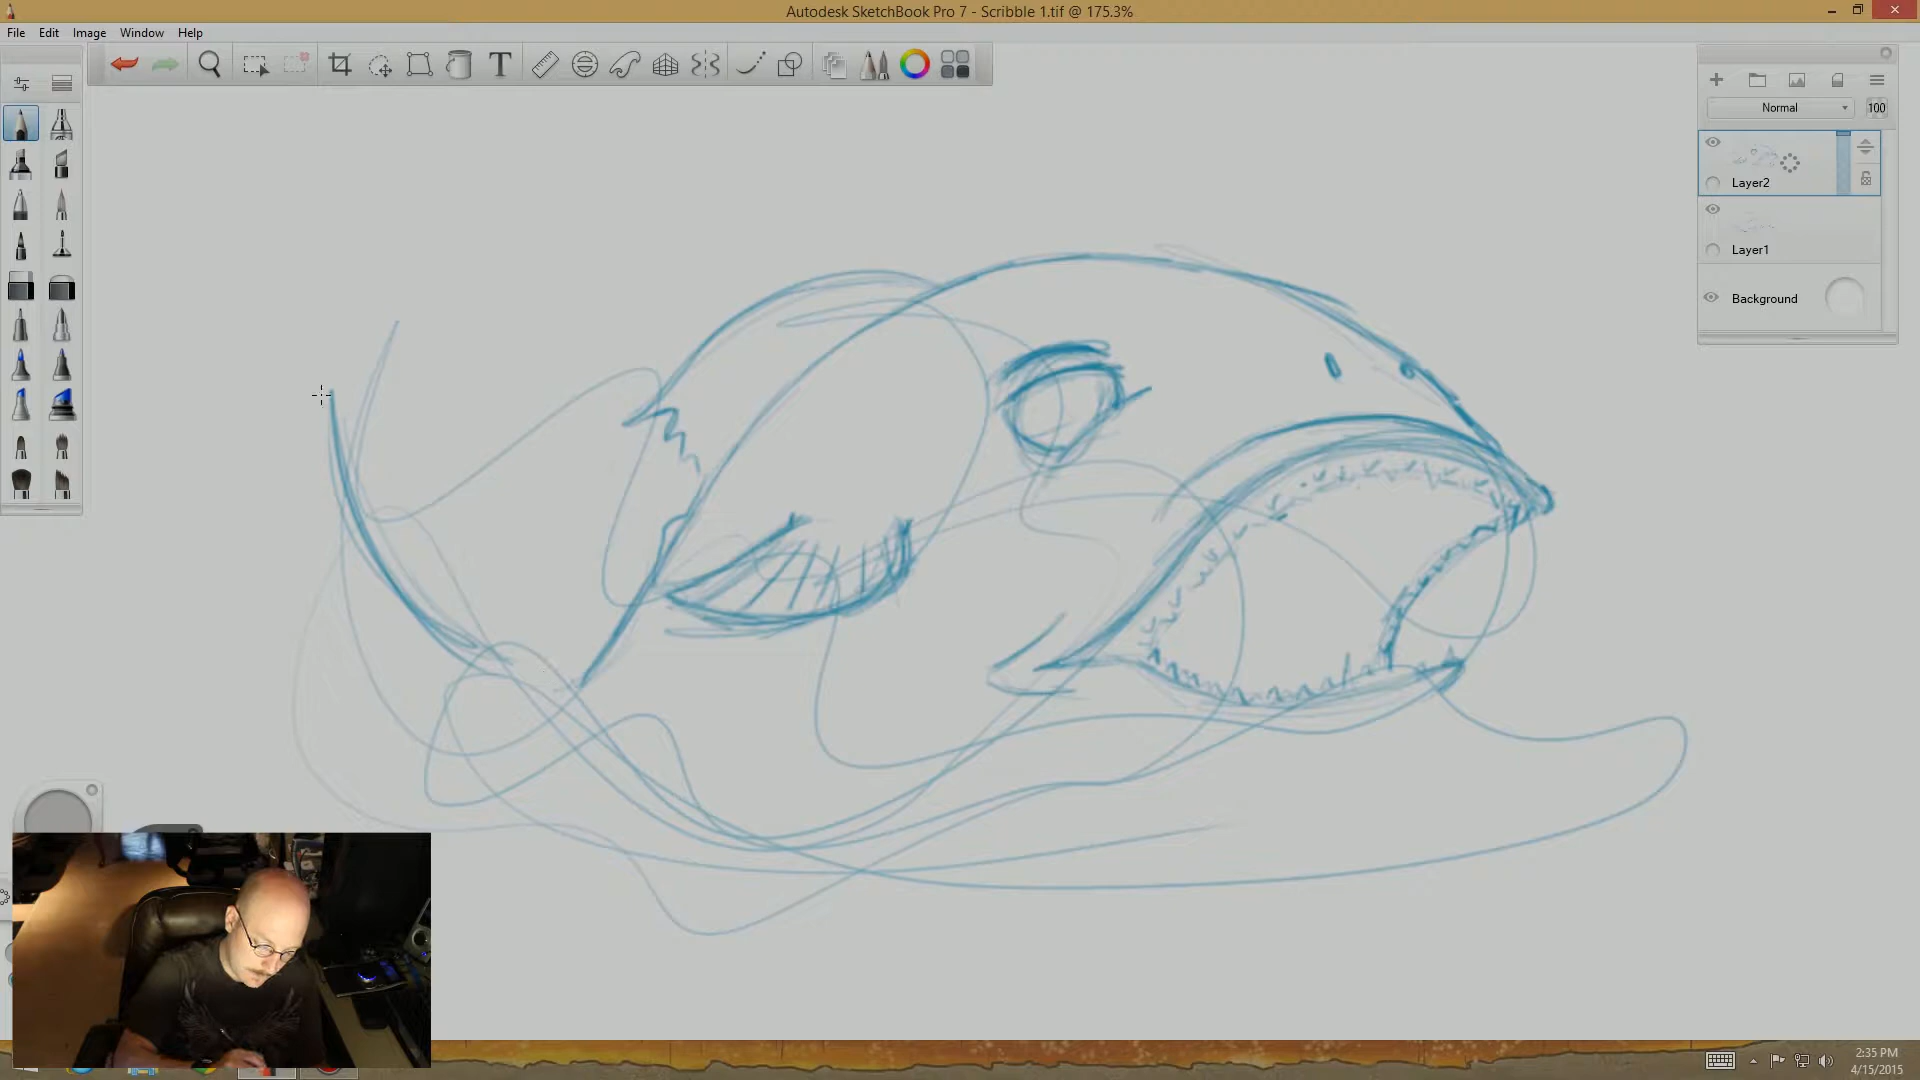 Autodesk SketchBook Pro 7 - Scribble 1.tif @ 175.3%
File Edit Image Window Help
T
Normal 100
Layer2
Layer1
Background
2:35 PM
4/15/2015